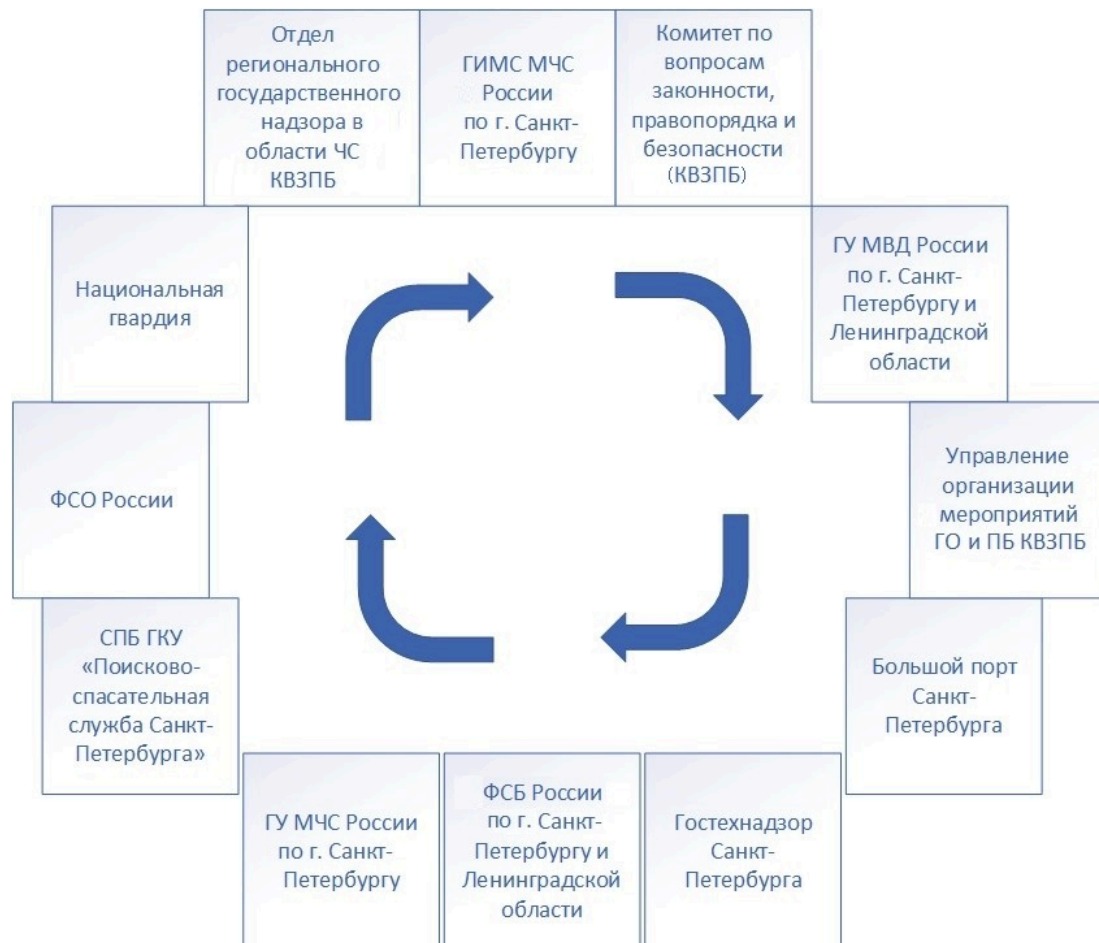 Отдел
регионального
государственного
надзора в
области ЧС
КВЗПБ
ГИМС МЧС
России
по г. Санкт-
Петербургу
Комитет по
вопросам
законности,
правопорядка и
безопасности
(КВЗПБ)
Национальная
гвардия
ГУ МВД России
по г. Санкт-
Петербургу и
Ленинградской
области
ФСО России
Управление
организации
мероприятий
ГО и ПБ КВЗПБ
СПБ ГКУ
«Поисково-
спасательная
служба Санкт-
Петербурга»
Большой порт
Санкт-
Петербурга
ГУ МЧС России
по г. Санкт-
Петербургу
ФСБ России
по г. Санкт-
Петербургу и
Ленинградской
области
Гостехнадзор
Санкт-
Петербурга